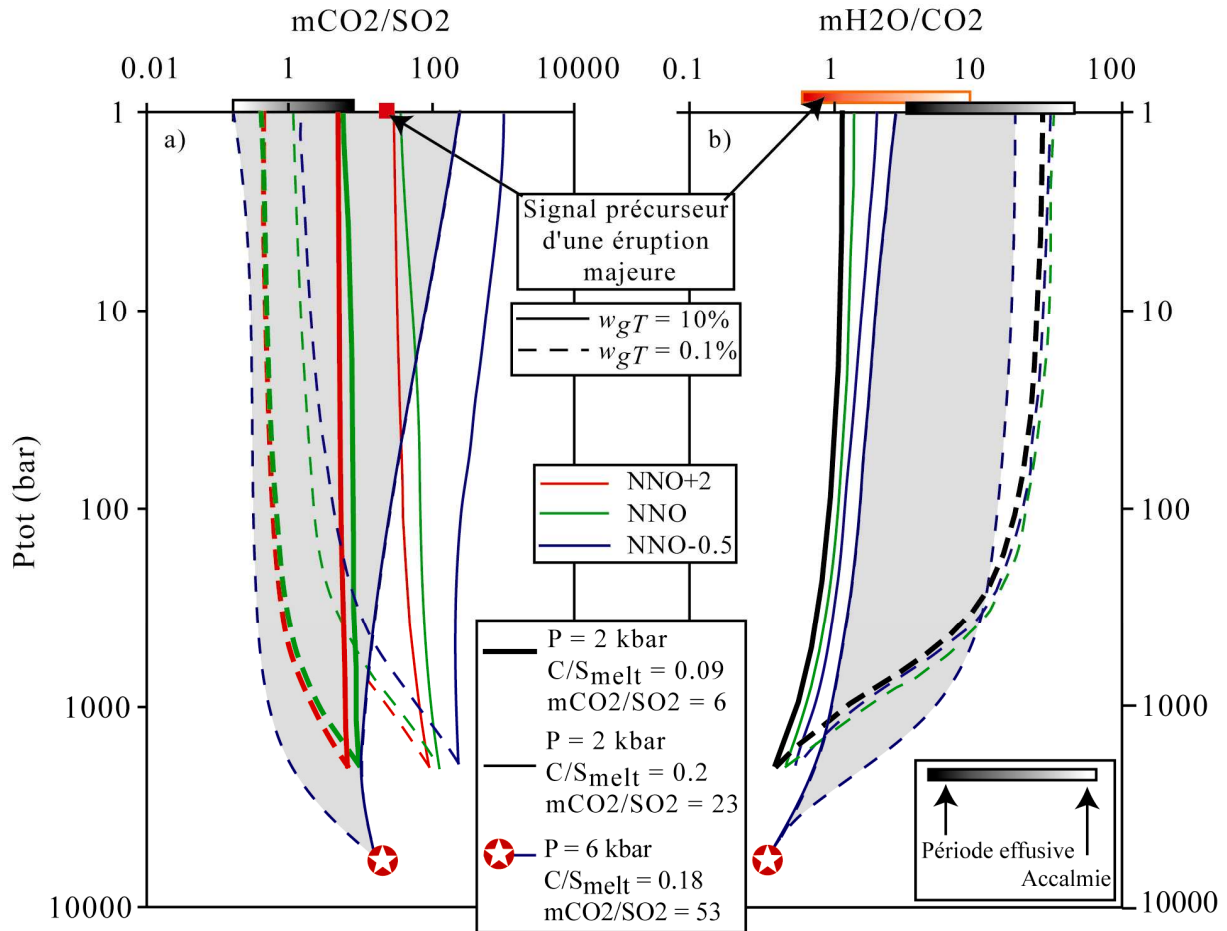 mCO2/SO2
mH2O/CO2
0.01
1
100
10000
0.1
1
10
100
1
a)
b)
1
Signal précurseur
d'une éruption
majeure
10
10
wgT = 10%
wgT = 0.1%
Ptot (bar)
100
100
NNO+2
NNO
NNO-0.5
P = 2 kbar
C/Smelt = 0.09
mCO2/SO2 = 6
1000
1000
P = 2 kbar
C/Smelt = 0.2
mCO2/SO2 = 23
P = 6 kbar
C/Smelt = 0.18
mCO2/SO2 = 53
Période effusive
Accalmie
10000
10000